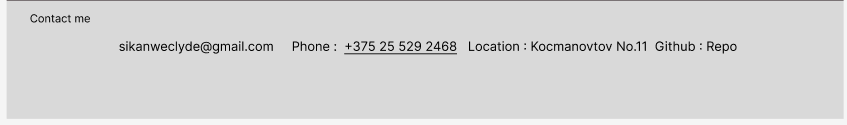 Contact me
sikanweclyde@gmail.com Phone : +375 25 529 2468 Location : Kocmanovtov No.11 Github : Repo